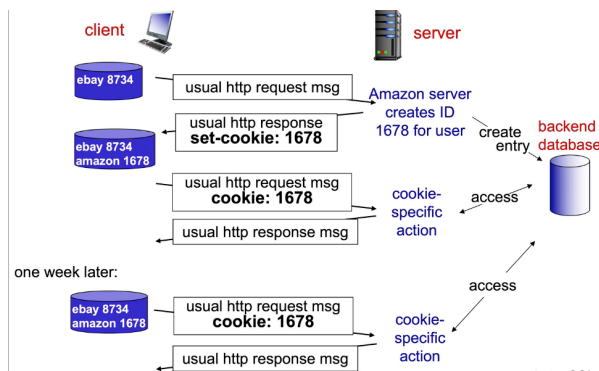 client
server
ebay 8734
usual http request msg
Amazon server
creates ID
1678 for user
usual http response
set-cookie: 1678
create
entry
backend
database
ebay 8734
amazon 1678
usual http request msg
cookie: 1678
cookie-
specific
action
access
usual http response msg
one week later:
access
ebay 8734
amazon 1678
usual http request msg
cookie: 1678
cookie-
specific
action
usual http response msg